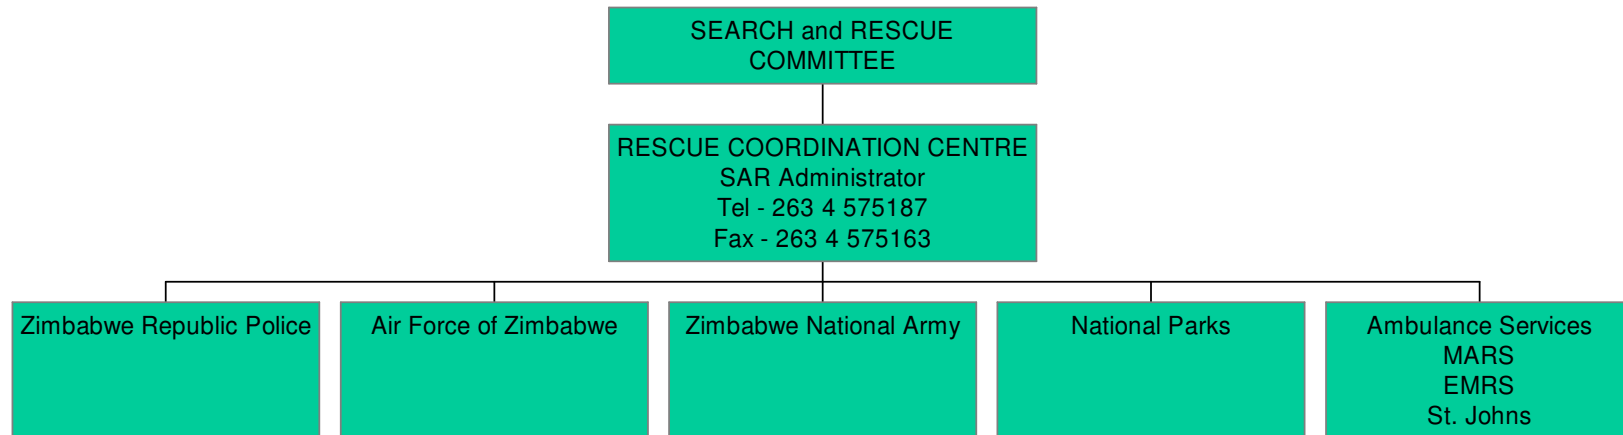 SEARCH and RESCUE
COMMITTEE
RESCUE COORDINATION CENTRE
SAR Administrator
Tel - 263 4 575187
Fax - 263 4 575163
Zimbabwe Republic Police
Air Force of Zimbabwe
Zimbabwe National Army
National Parks
Ambulance Services
MARS
EMRS
St. Johns